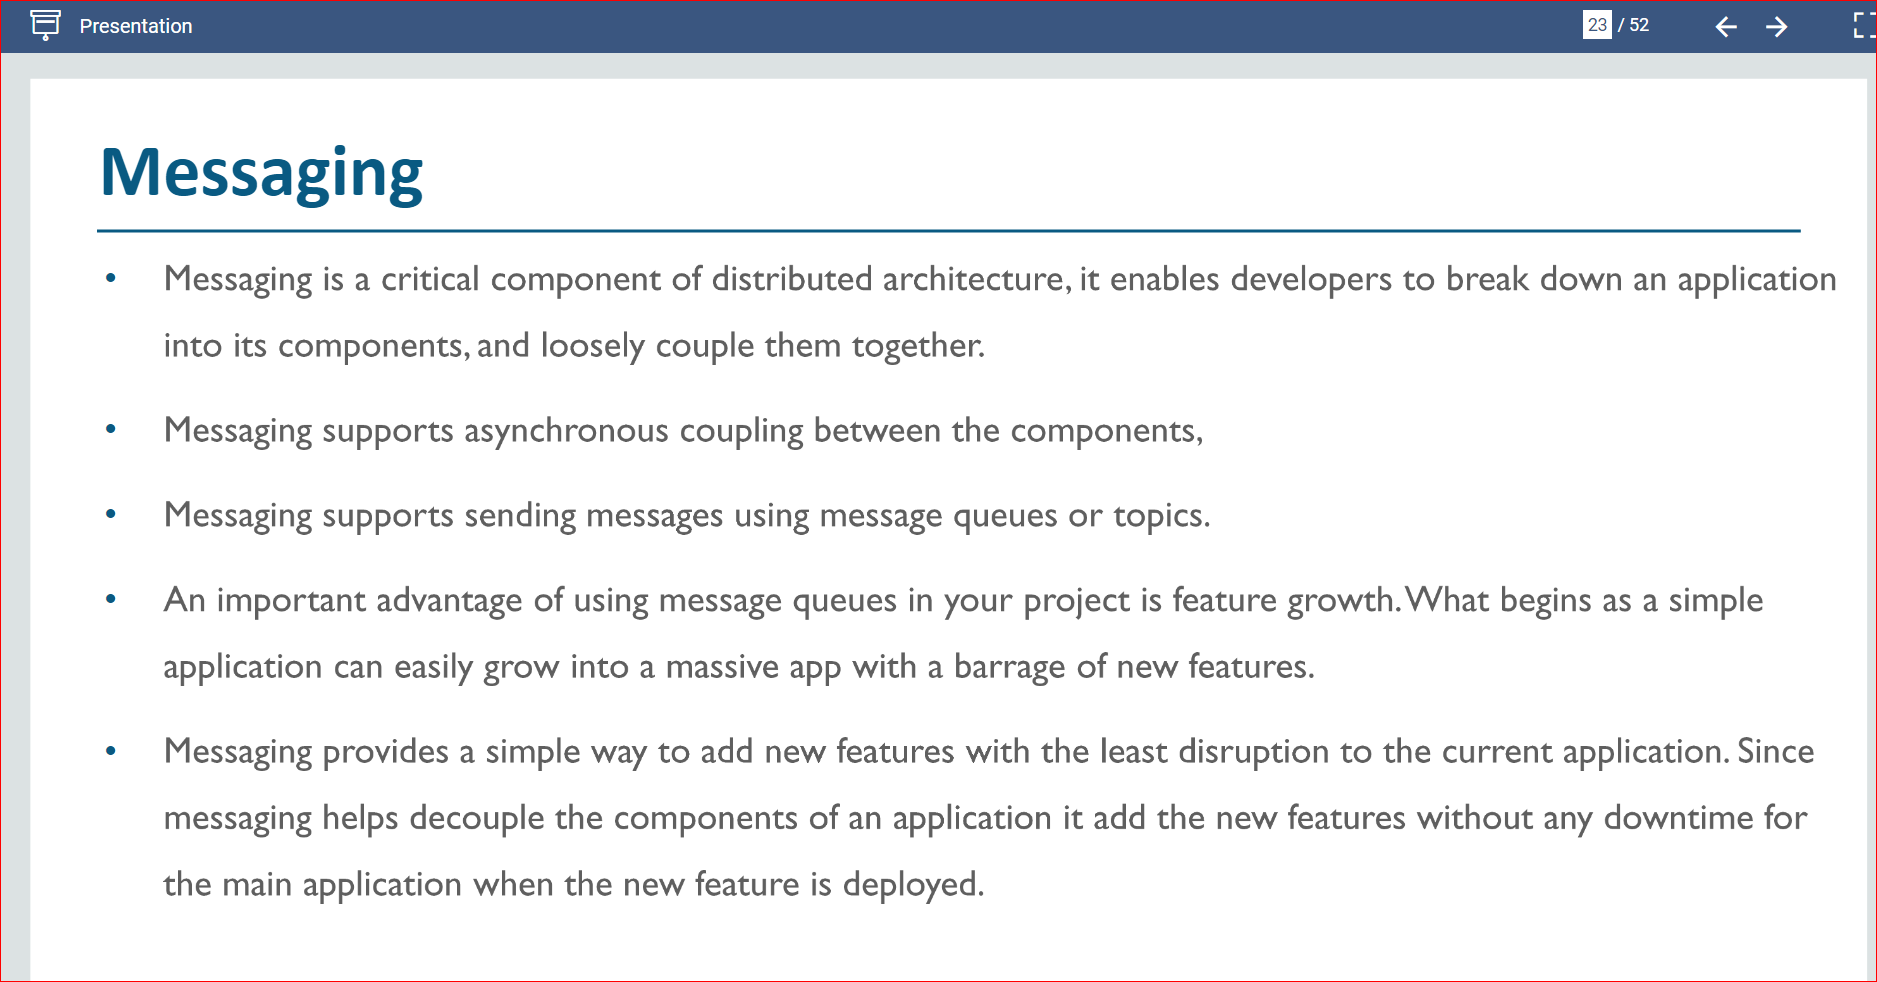 Presentation
23 / 52
Messaging
• Messaging is a critical component of distributed architecture, it enables developers to break down an application
into its components, and loosely couple them together.
• Messaging supports asynchronous coupling between the components,
• Messaging supports sending messages using message queues or topics.
• An important advantage of using message queues in your project is feature growth. What begins as a simple
application can easily grow into a massive app with a barrage of new features.
• Messaging provides a simple way to add new features with the least disruption to the current application. Since
messaging helps decouple the components of an application it add the new features without any downtime for
the main application when the new feature is deployed.